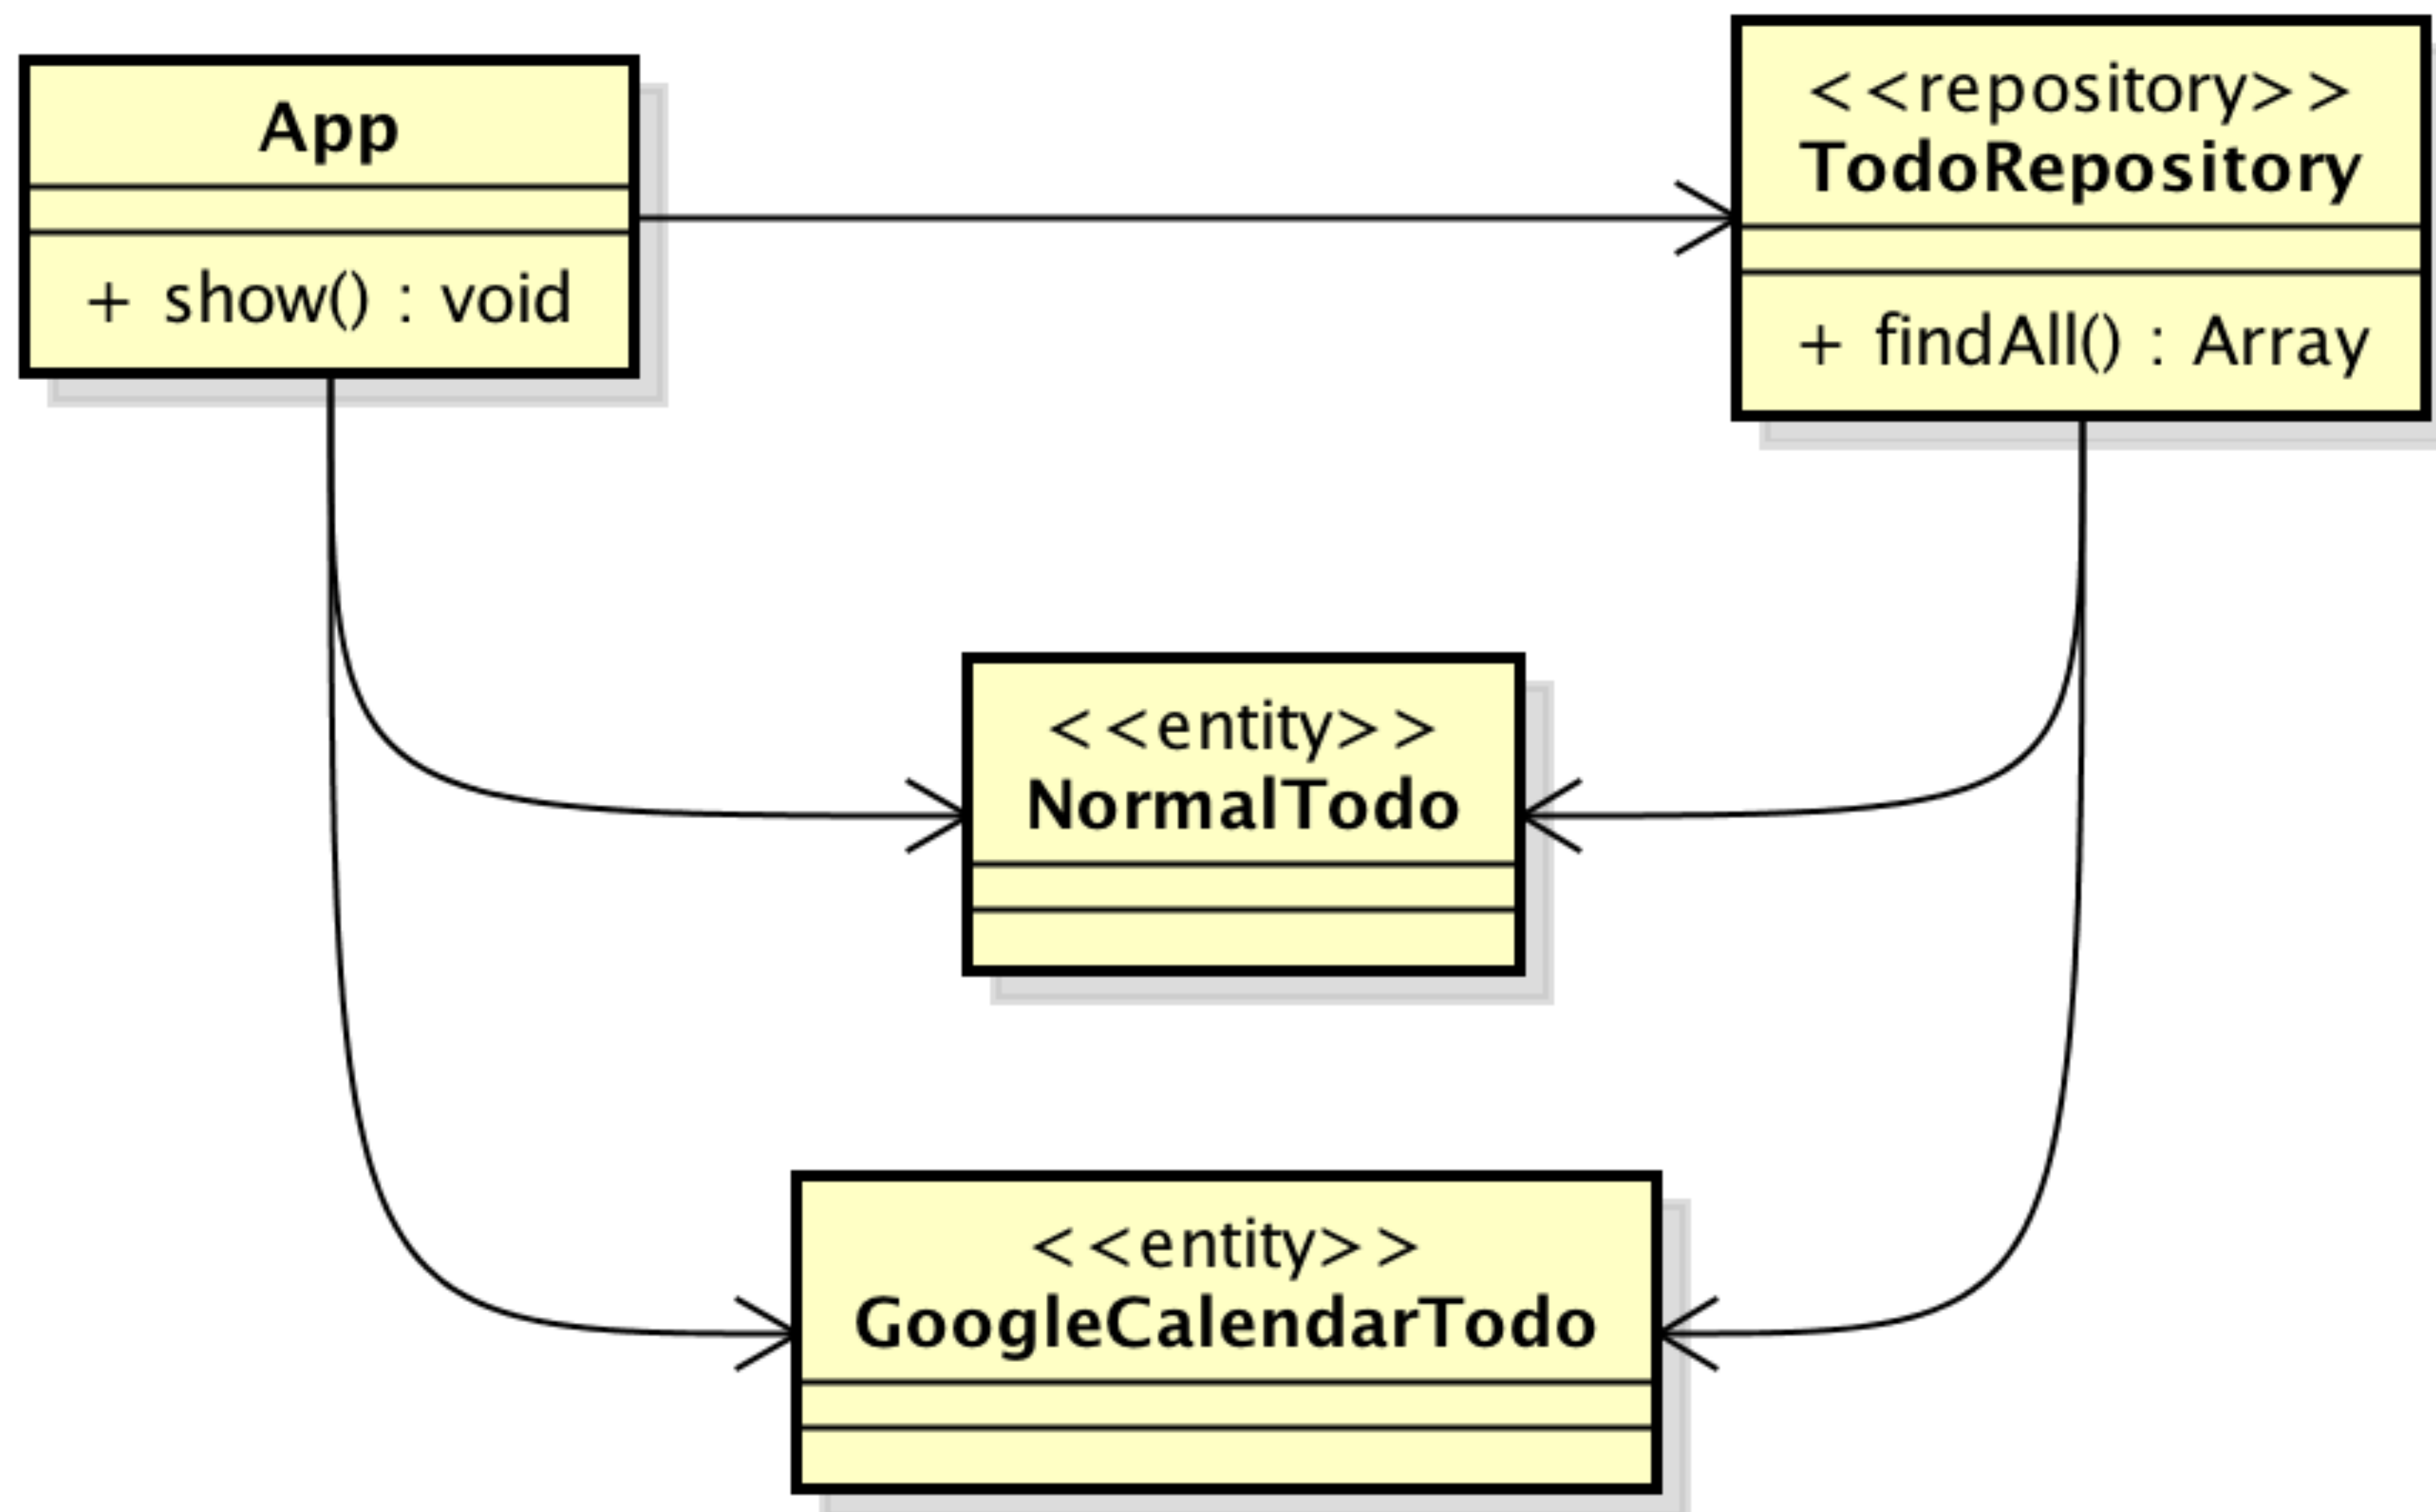 App
+ show() : void
<<repository>>
TodoRepository
+ findAll() : Array
<<entity>>
NormalTodo
<<entity>>
GoogleCalendarTodo